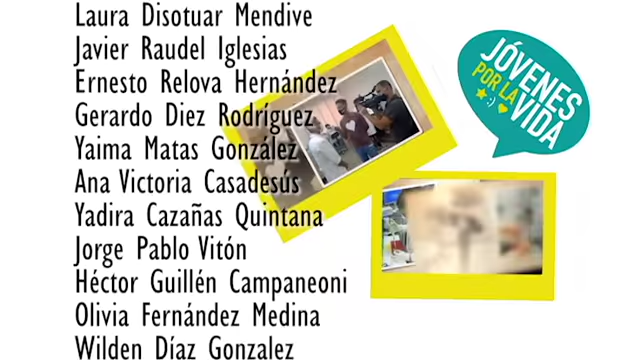 Laura Disotuar Mendive
Javier Raudel Iglesias
Ernesto Relova Hernández
Gerardo Diez Rodríguez
Yaima Matas González
Ana Victoria Casadesús
Yadira Cazañas Quintana
Jorge Pablo Vitón
Héctor Guillén Campaneoni
Olivia Fernández Medina
Wilden Díaz Gonzalez
JÓVENES
POR LA
VIDA